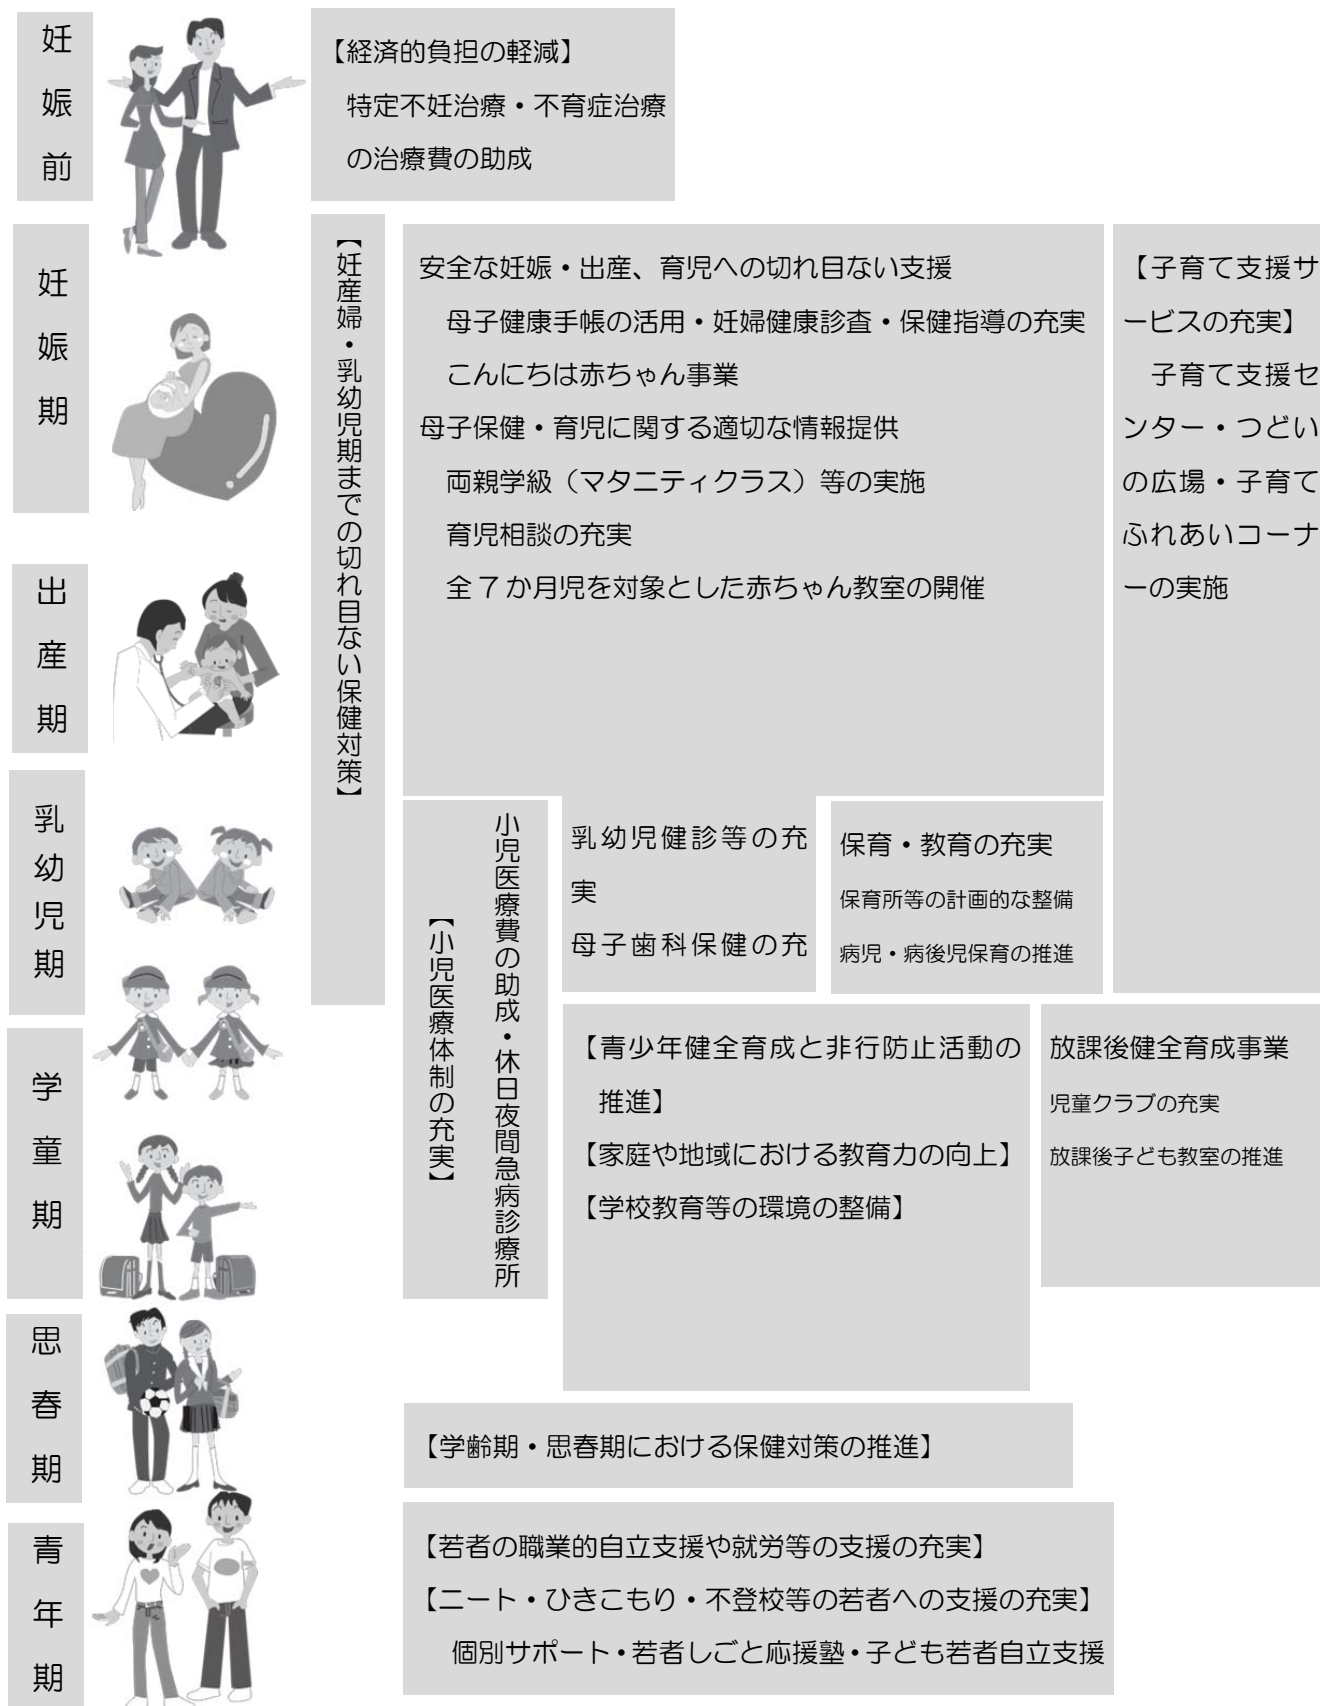 妊娠前
【経済的負担の軽減】
特定不妊治療・不育症治療
の治療費の助成
妊娠期
【妊産婦・乳幼児期までの切れ目ない保健対策】
安全な妊娠・出産、育児への切れ目ない支援
母子健康手帳の活用・妊婦健康診査・保健指導の充実
こんにちは赤ちゃん事業
母子保健・育児に関する適切な情報提供
両親学級（マタニティクラス）等の実施
育児相談の充実
全７か月児を対象とした赤ちゃん教室の開催
【子育て支援サ
ービスの充実】
子育て支援セ
ンター・つどい
の広場・子育て
ふれあいコーナ
ーの実施
出産期
乳幼児期
小児医療費の助成・休日夜間急病診療所
【小児医療体制の充実】
乳幼児健診等の充
実
母子歯科保健の充
保育・教育の充実
保育所等の計画的な整備
病児・病後児保育の推進
学童期
【青少年健全育成と非行防止活動の
推進】
【家庭や地域における教育力の向上】
【学校教育等の環境の整備】
放課後健全育成事業
児童クラブの充実
放課後子ども教室の推進
思春期
【学齢期・思春期における保健対策の推進】
青年期
【若者の職業的自立支援や就労等の支援の充実】
【ニート・ひきこもり・不登校等の若者への支援の充実】
個別サポート・若者しごと応援塾・子ども若者自立支援